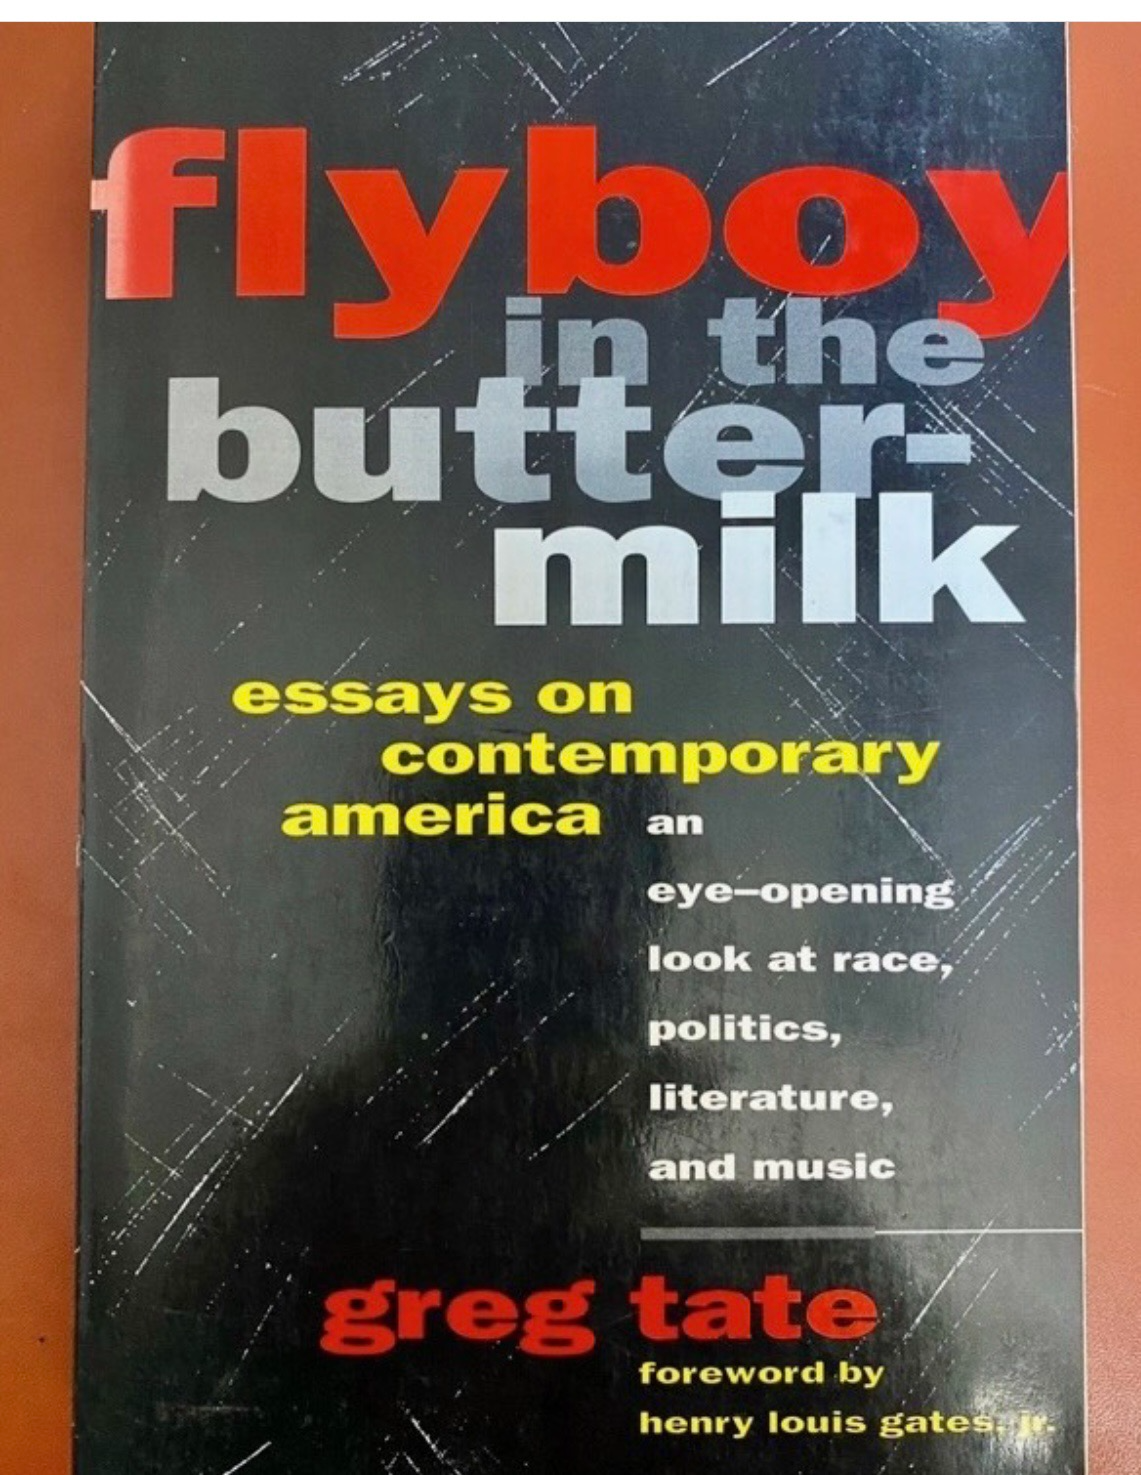 flyboy
in the
butter-
milk
essays on
contemporary
america an
eye–opening
look at race,
politics,
literature,
and music
greg tate
foreword by
henry louis gates, jr.